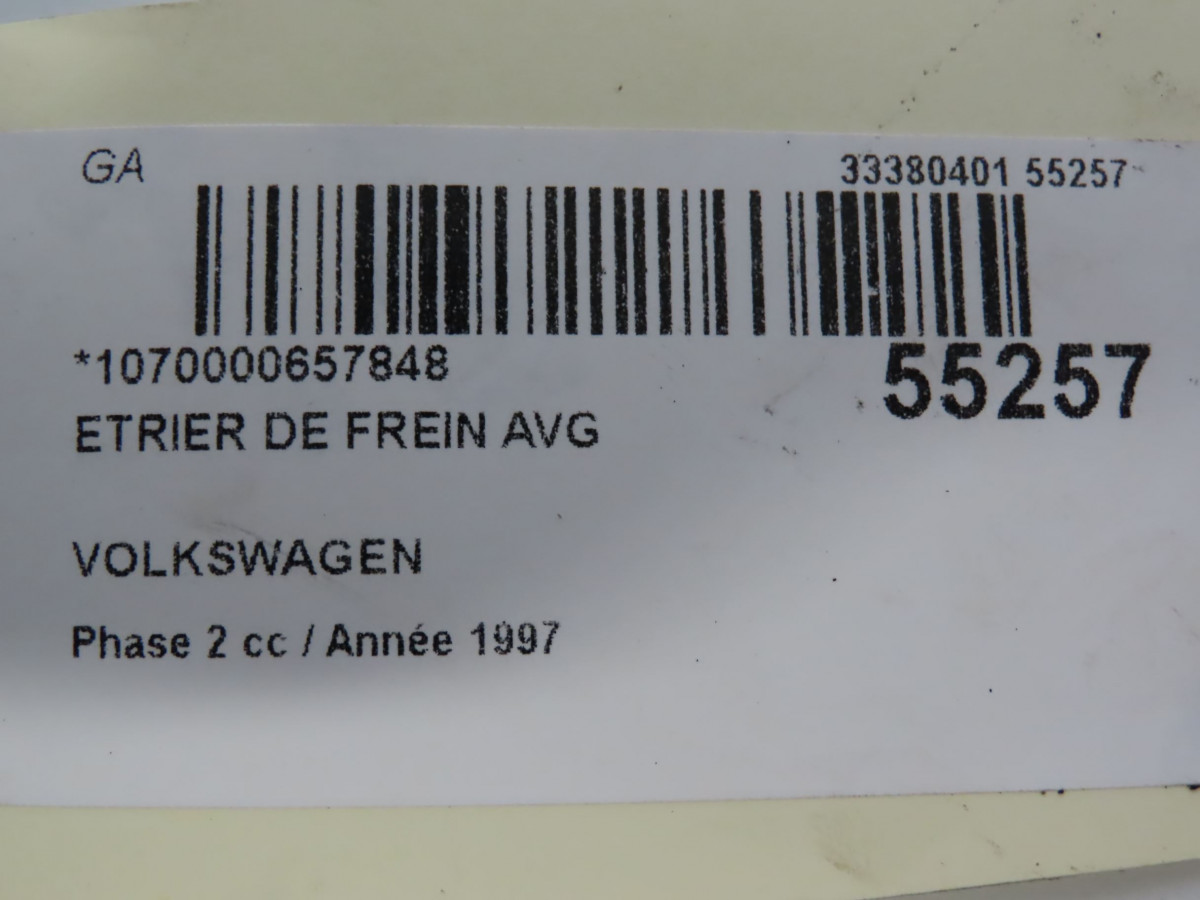 GA 33380401 55257
*1070000657848 55257
ETRIER DE FREIN AVG
VOLKSWAGEN
Phase 2 cc / Année 1997